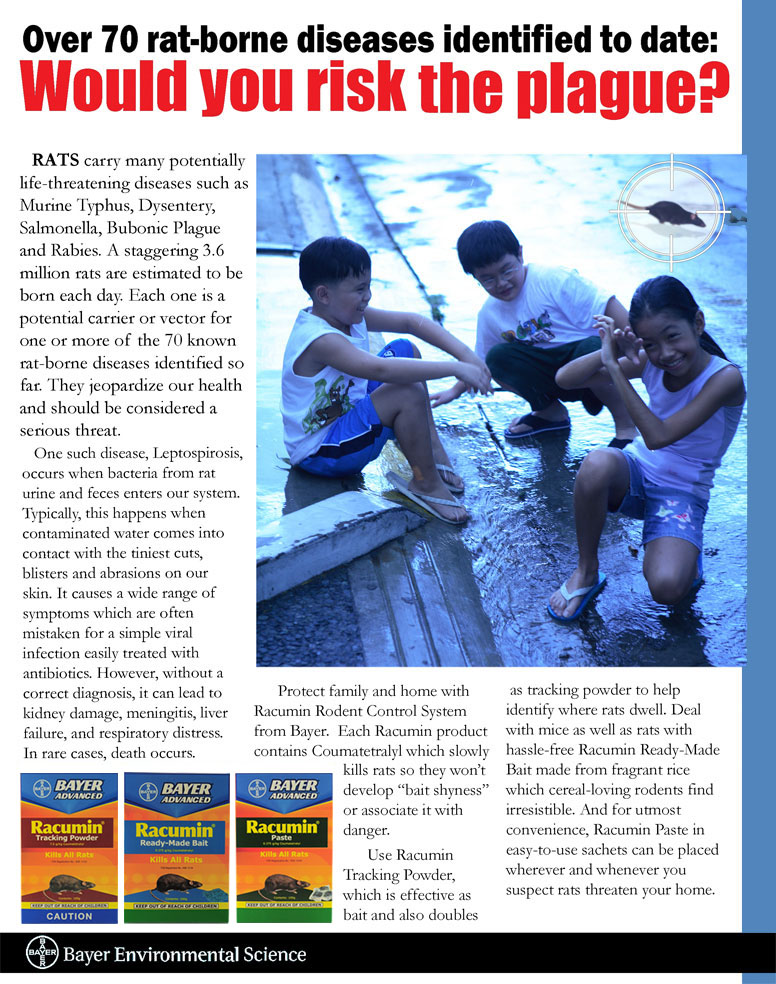 Over 70 rat-borne diseases identified to date:
Would you risk the plague?
RATS carry many potentially
life-threatening diseases such as
Murine Typhus, Dysentery,
Salmonella, Bubonic Plague
and Rabies. A staggering 3.6
million rats are estimated to be
born each day. Each one is a
potential carrier or vector for
one or more of the 70 known
rat-borne diseases identified so
far. They jeopardize our health
and should be considered a
serious threat.
One such disease, Leptospirosis,
occurs when bacteria from rat
urine and feces enters our system.
Typically, this happens when
contaminated water comes into
contact with the tiniest cuts,
blisters and abrasions on our
skin. It causes a wide range of
symptoms which are often
mistaken for a simple viral
infection easily treated with
antibiotics. However, without a
correct diagnosis, it can lead to
kidney damage, meningitis, liver
failure, and respiratory distress.
In rare cases, death occurs.
Protect family and home with
Racumin Rodent Control System
from Bayer. Each Racumin product
contains Coumatetralyl which slowly
kills rats so they won't
develop “bait shyness”
or associate it with
danger.
Use Racumin
Tracking Powder,
which is effective as
bait and also doubles
as tracking powder to help
identify where rats dwell. Deal
with mice as well as rats with
hassle-free Racumin Ready-Made
Bait made from fragrant rice
which cereal-loving rodents find
irresistible. And for utmost
convenience, Racumin Paste in
easy-to-use sachets can be placed
wherever and whenever you
suspect rats threaten your home.
BAYER
ADVANCED
Racumin®
Tracking Powder
Kills All Rats
KEEP OUT OF REACH OF CHILDREN
CAUTION
BAYER
ADVANCED
Racumin®
Ready-Made Bait
Kills All Rats
KEEP OUT OF REACH OF CHILDREN
BAYER
ADVANCED
Racumin®
Paste
Kills All Rats
KEEP OUT OF REACH OF CHILDREN
BAYER
Bayer Environmental Science